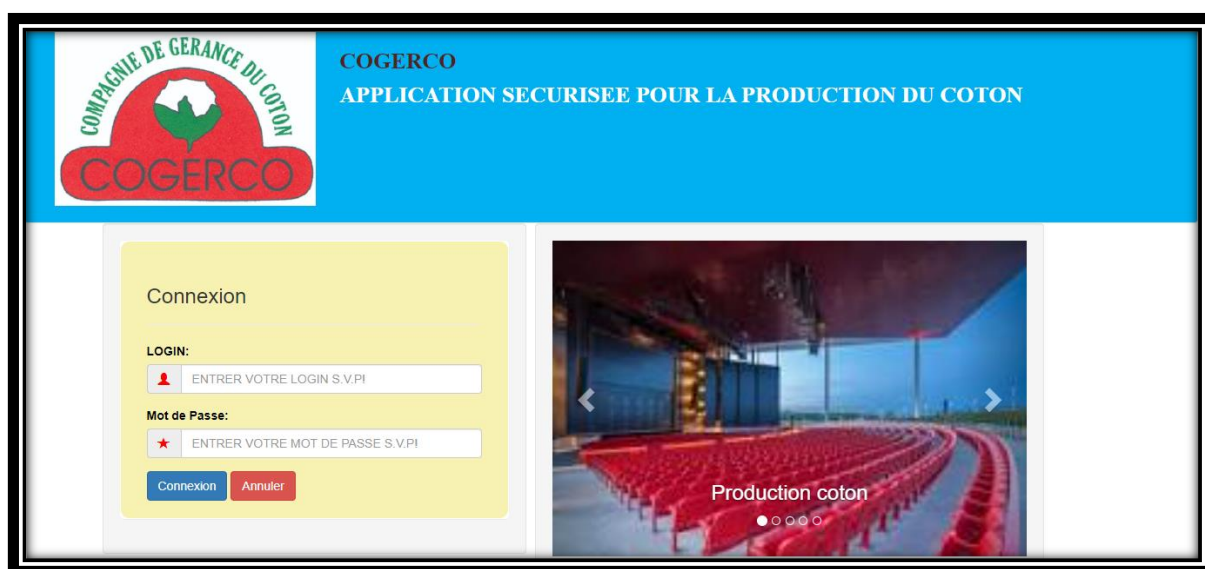 COMPAGNIE DE GERANCE DU COTON
COGERCO
COGERCO
APPLICATION SECURISEE POUR LA PRODUCTION DU COTON
Connexion
LOGIN:
ENTRER VOTRE LOGIN S.V.P!
Mot de Passe:
ENTRER VOTRE MOT DE PASSE S.V.P!
Connexion Annuler
Production coton